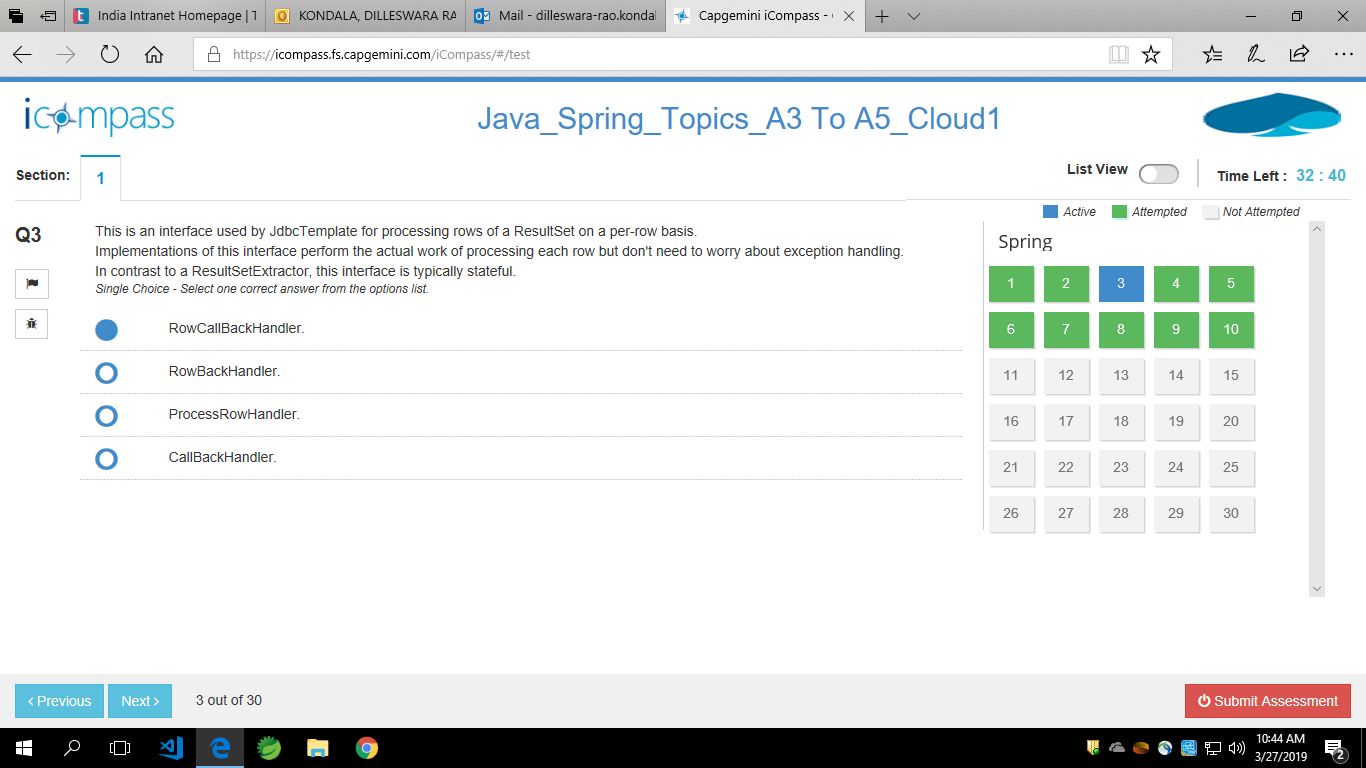 India Intranet Homepage | T
KONDALA, DILLESWARA RA
Mail - dilleswara-rao.kondal
Capgemini iCompass -
https://icompass.fs.capgemini.com/iCompass/#/test
icompass
Java_Spring_Topics_A3 To A5_Cloud1
Section:
1
List View
Time Left : 32 : 40
Active Attempted Not Attempted
Q3
This is an interface used by JdbcTemplate for processing rows of a ResultSet on a per-row basis.
Implementations of this interface perform the actual work of processing each row but don't need to worry about exception handling.
In contrast to a ResultSetExtractor, this interface is typically stateful.
Single Choice - Select one correct answer from the options list.
RowCallBackHandler.
RowBackHandler.
ProcessRowHandler.
CallBackHandler.
Spring
1 2 3 4 5
6 7 8 9 10
11 12 13 14 15
16 17 18 19 20
21 22 23 24 25
26 27 28 29 30
Previous
Next
3 out of 30
Submit Assessment
10:44 AM
3/27/2019
2